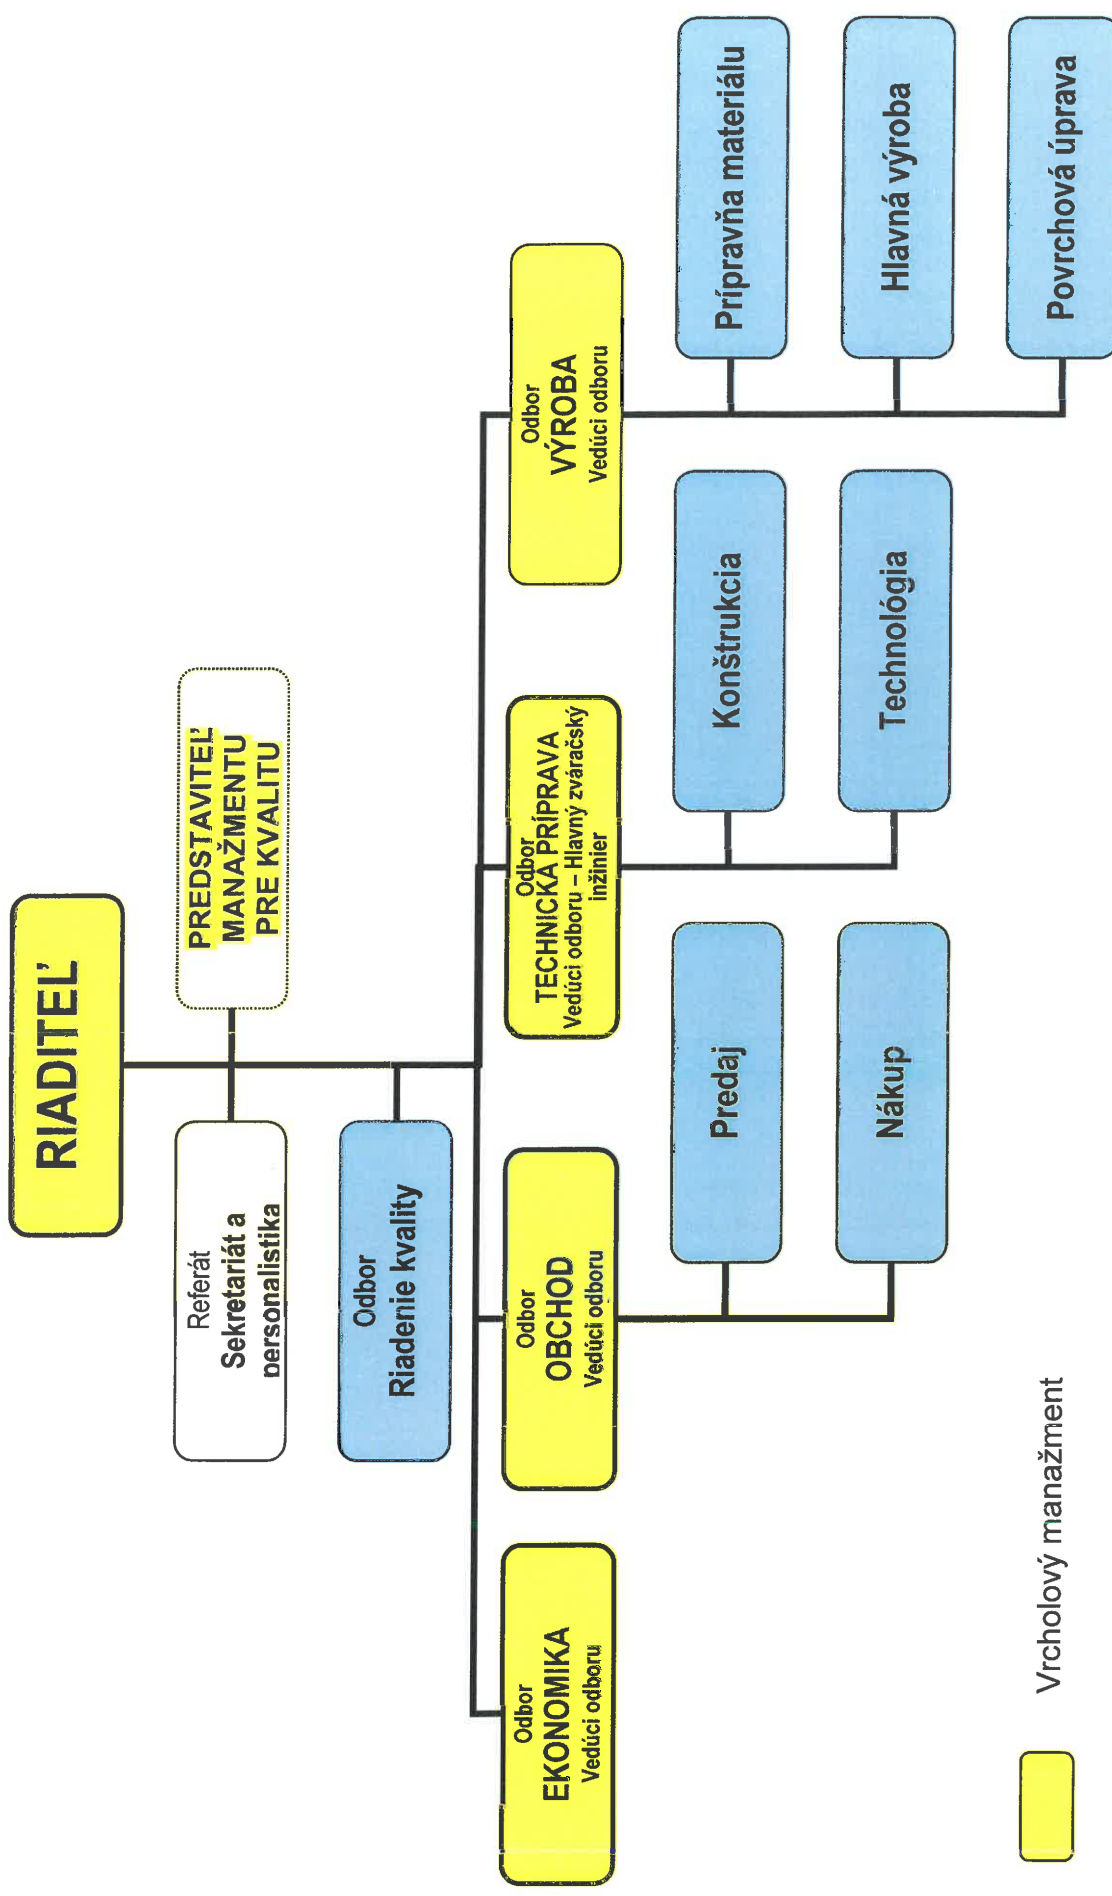 RIADITEĽ
Referát
Sekretariát a
personalistika
PREDSTAVITEĽ
MANAŽMENTU
PRE KVALITU
Odbor
Riadenie kvality
Odbor
EKONOMIKA
Vedúci odboru
Odbor
OBCHOD
Vedúci odboru
Odbor
TECHNICKÁ PRÍPRAVA
Vedúci odboru – Hlavný zváračský
inžinier
Odbor
VÝROBA
Vedúci odboru
Predaj
Konštrukcia
Prípravňa materiálu
Nákup
Technológia
Hlavná výroba
Povrchová úprava
Vrcholový manažment